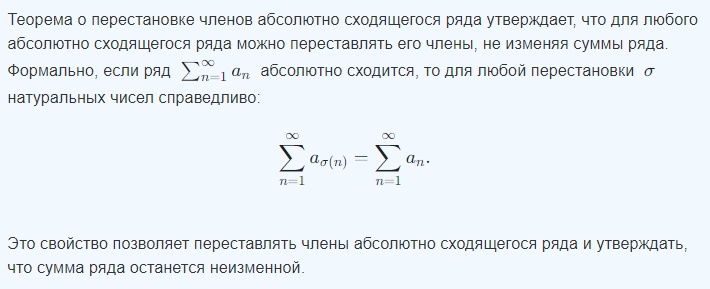 Теорема о перестановке членов абсолютно сходящегося ряда утверждает, что для любого
абсолютно сходящегося ряда можно переставлять его члены, не изменяя суммы ряда.
Формально, если ряд $\sum_{n=1}^{\infty} a_n$ абсолютно сходится, то для любой перестановки $\sigma$
натуральных чисел справедливо:
$$\sum_{n=1}^{\infty} a_{\sigma(n)} = \sum_{n=1}^{\infty} a_n.$$
Это свойство позволяет переставлять члены абсолютно сходящегося ряда и утверждать,
что сумма ряда останется неизменной.